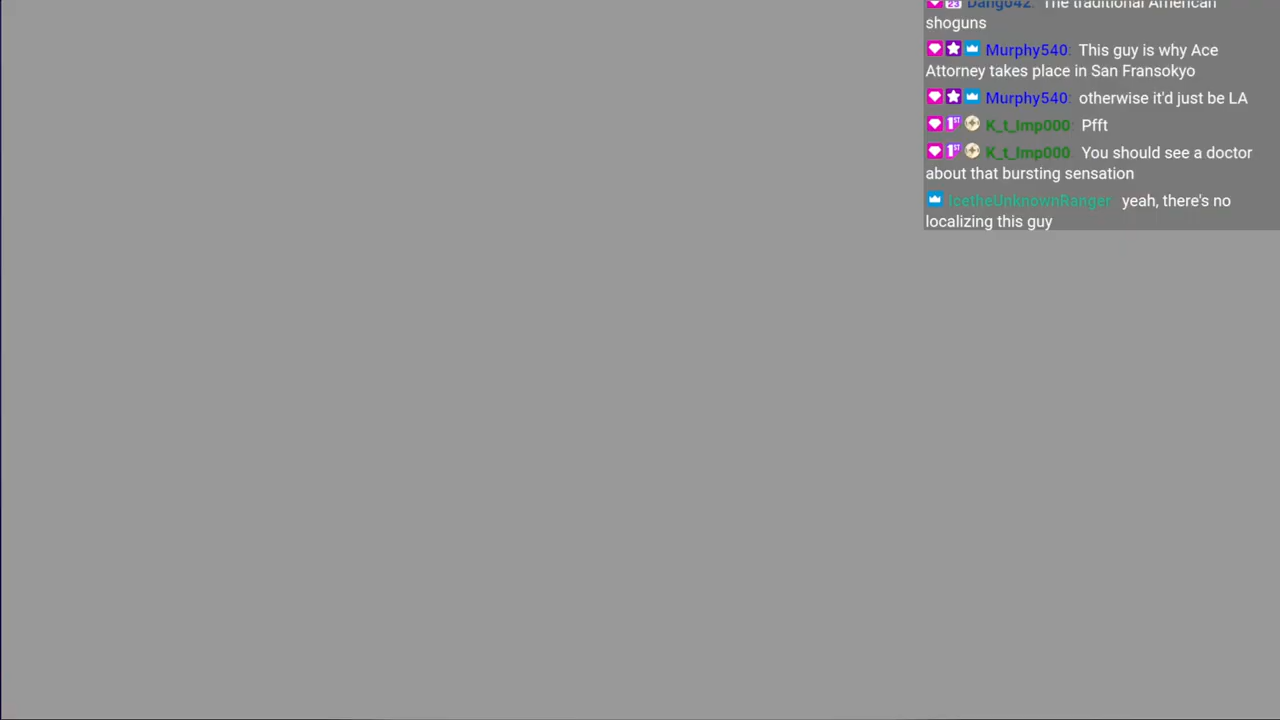 Dango42: The traditional American
shoguns
Murphy540: This guy is why Ace
Attorney takes place in San Fransokyo
Murphy540: otherwise it'd just be LA
K_t_Imp000: Pfft
K_t_Imp000: You should see a doctor
about that bursting sensation
IcetheUnknownRanger: yeah, there's no
localizing this guy